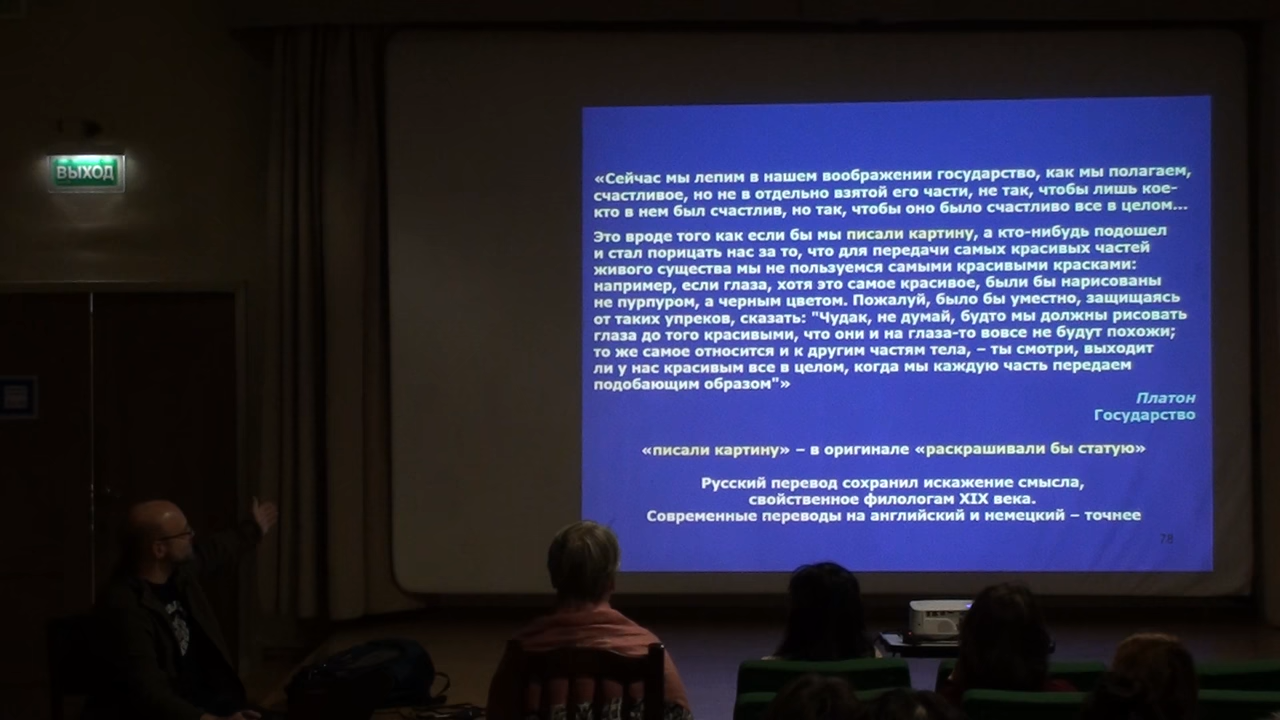 ВЫХОД
«Сейчас мы лепим в нашем воображении государство, как мы полагаем,
счастливое, но не в отдельно взятой его части, не так, чтобы лишь кое-
кто в нем был счастлив, но так, чтобы оно было счастливо все в целом...
Это вроде того как если бы мы писали картину, а кто-нибудь подошел
и стал порицать нас за то, что для передачи самых красивых частей
живого существа мы не пользуемся самыми красивыми красками:
например, если глаза, хотя это самое красивое, были бы нарисованы
не пурпуром, а черным цветом. Пожалуй, было бы уместно, защищаясь
от таких упреков, сказать: "Чудак, не думай, будто мы должны рисовать
глаза до того красивыми, что они и на глаза-то вовсе не будут похожи;
то же самое относится и к другим частям тела, – ты смотри, выходит
ли у нас красивым все в целом, когда мы каждую часть передаем
подобающим образом"»
Платон
Государство
«писали картину» – в оригинале «раскрашивали бы статую»
Русский перевод сохранил искажение смысла,
свойственное филологам XIX века.
Современные переводы на английский и немецкий – точнее
78